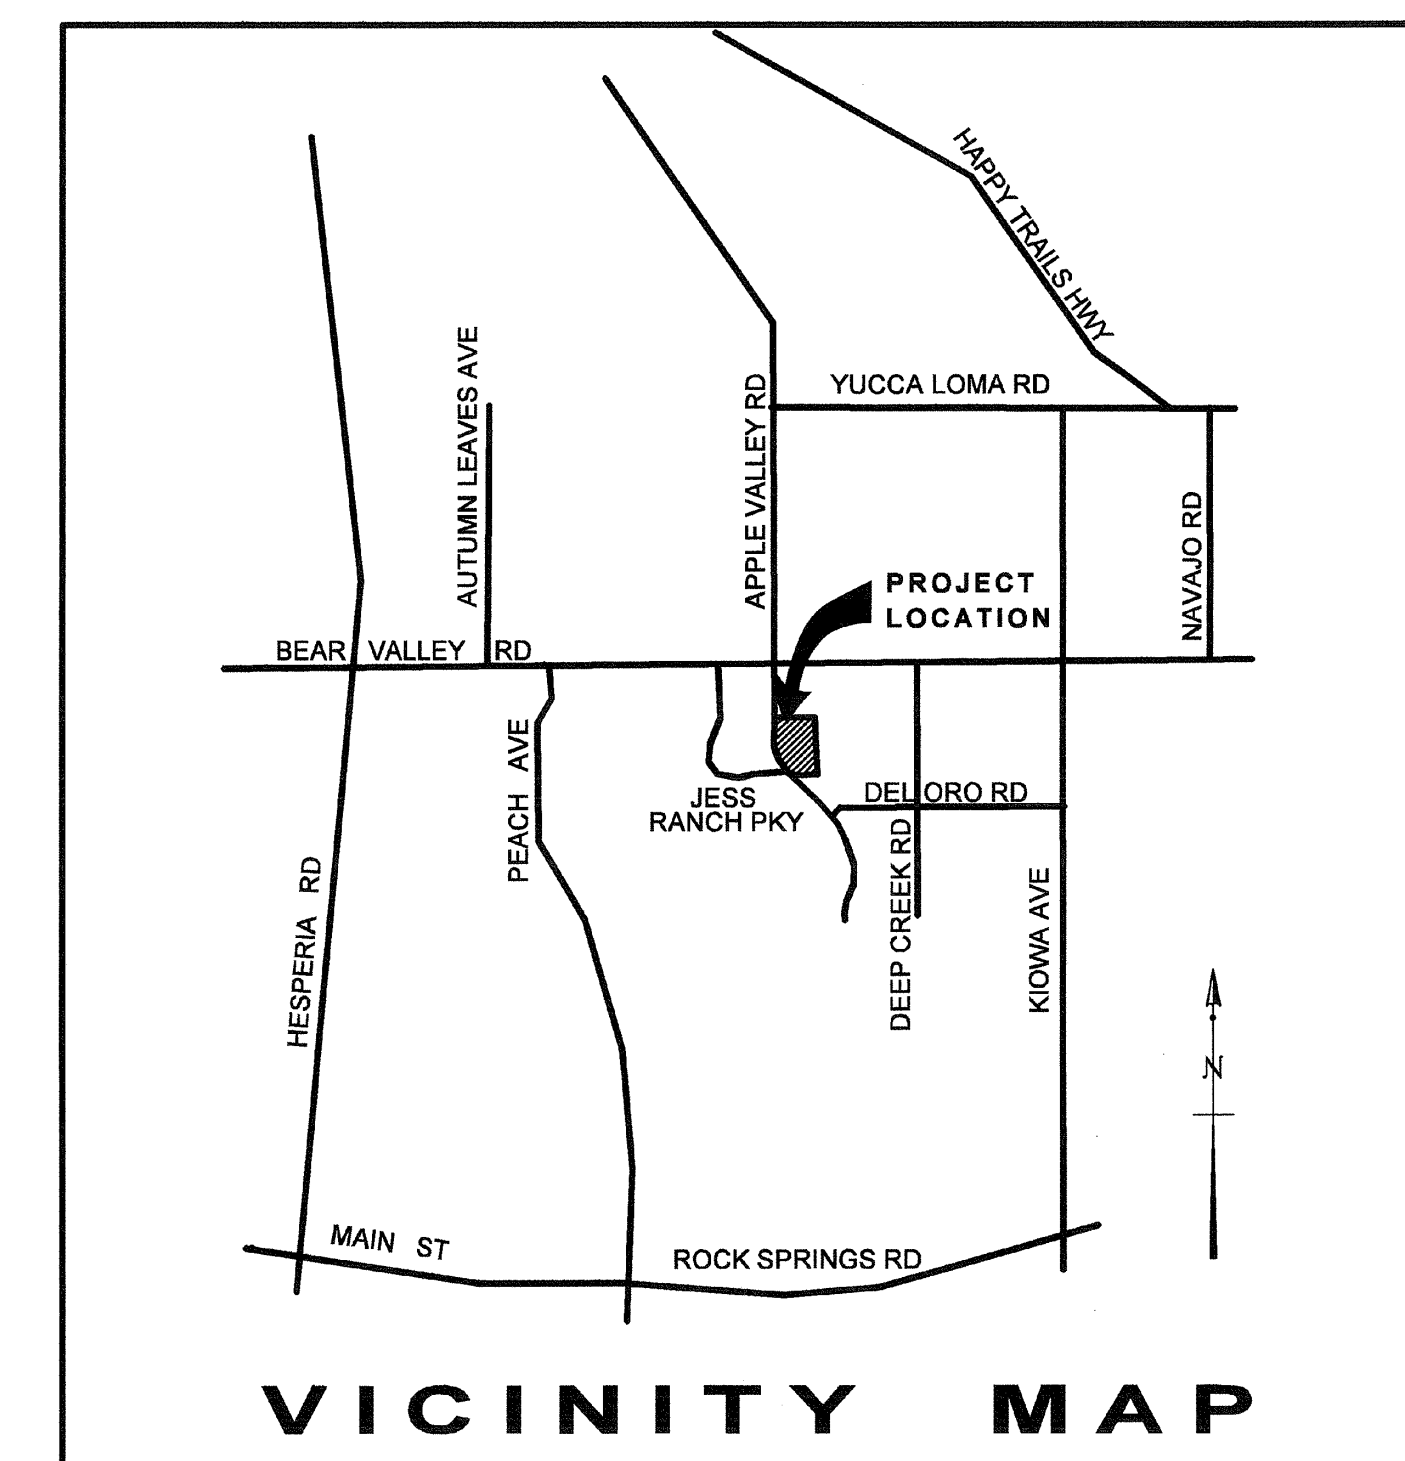 HAPPY TRAILS HWY
YUCCA LOMA RD
AUTUMN LEAVES AVE
APPLE VALLEY RD
NAVAJO RD
PROJECT
LOCATION
BEAR VALLEY RD
PEACH AVE
JESS
RANCH PKY
DEL ORO RD
DEEP CREEK RD
KIOWA AVE
HESPERIA RD
N
MAIN ST
ROCK SPRINGS RD
VICINITY MAP